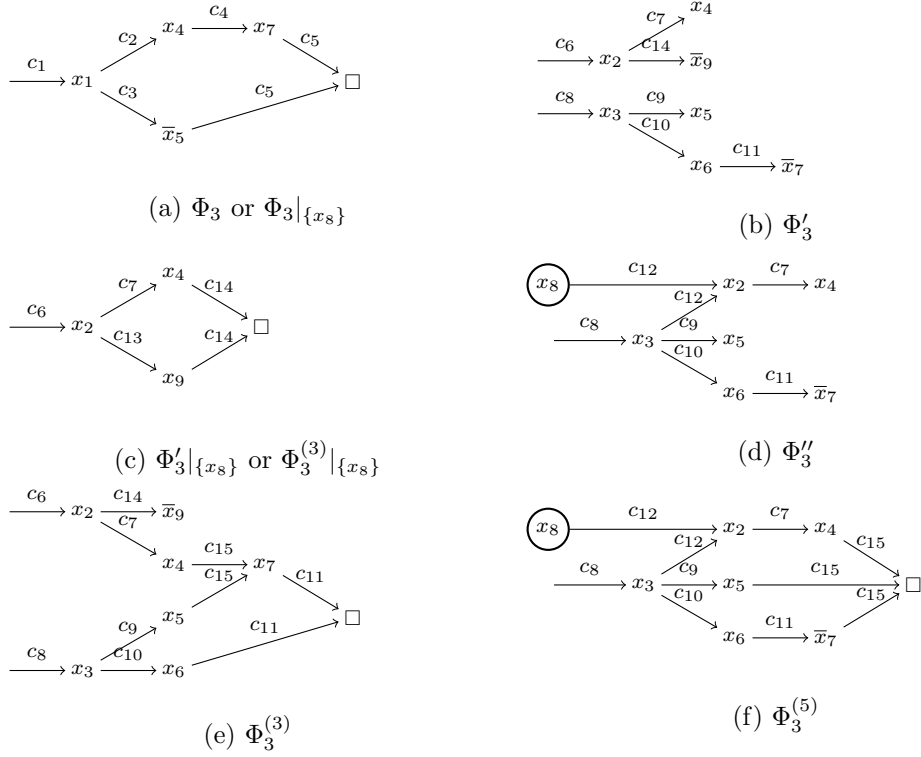 c₁ x₁ c₂ x₄ c₄ x₇ c₅ □
c₃ x̅₅ c₅
(a) Φ₃ or Φ₃|{x₈}
c₆ x₂ c₇ x₄
c₁₄ x̅₉
c₈ x₃ c₉ x₅
c₁₀ x₆ c₁₁ x̅₇
(b) Φ₃′
c₆ x₂ c₇ x₄ c₁₄ □
c₁₃ x₉ c₁₄
(c) Φ₃′|{x₈} or Φ₃⁽³⁾|{x₈}
x₈ c₁₂ x₂ c₇ x₄
c₈ x₃ c₁₂
c₉ x₅
c₁₀ x₆ c₁₁ x̅₇
(d) Φ₃″
c₆ x₂ c₁₄ x̅₉
c₇ x₄ c₁₅ x₇ c₁₁ □
c₉ x₅ c₁₅
c₈ x₃ c₁₀ x₆ c₁₁
(e) Φ₃⁽³⁾
x₈ c₁₂ x₂ c₇ x₄ c₁₅
c₈ x₃ c₁₂
c₉ x₅ c₁₅ □
c₁₀ x₆ c₁₁ x̅₇ c₁₅
(f) Φ₃⁽⁵⁾